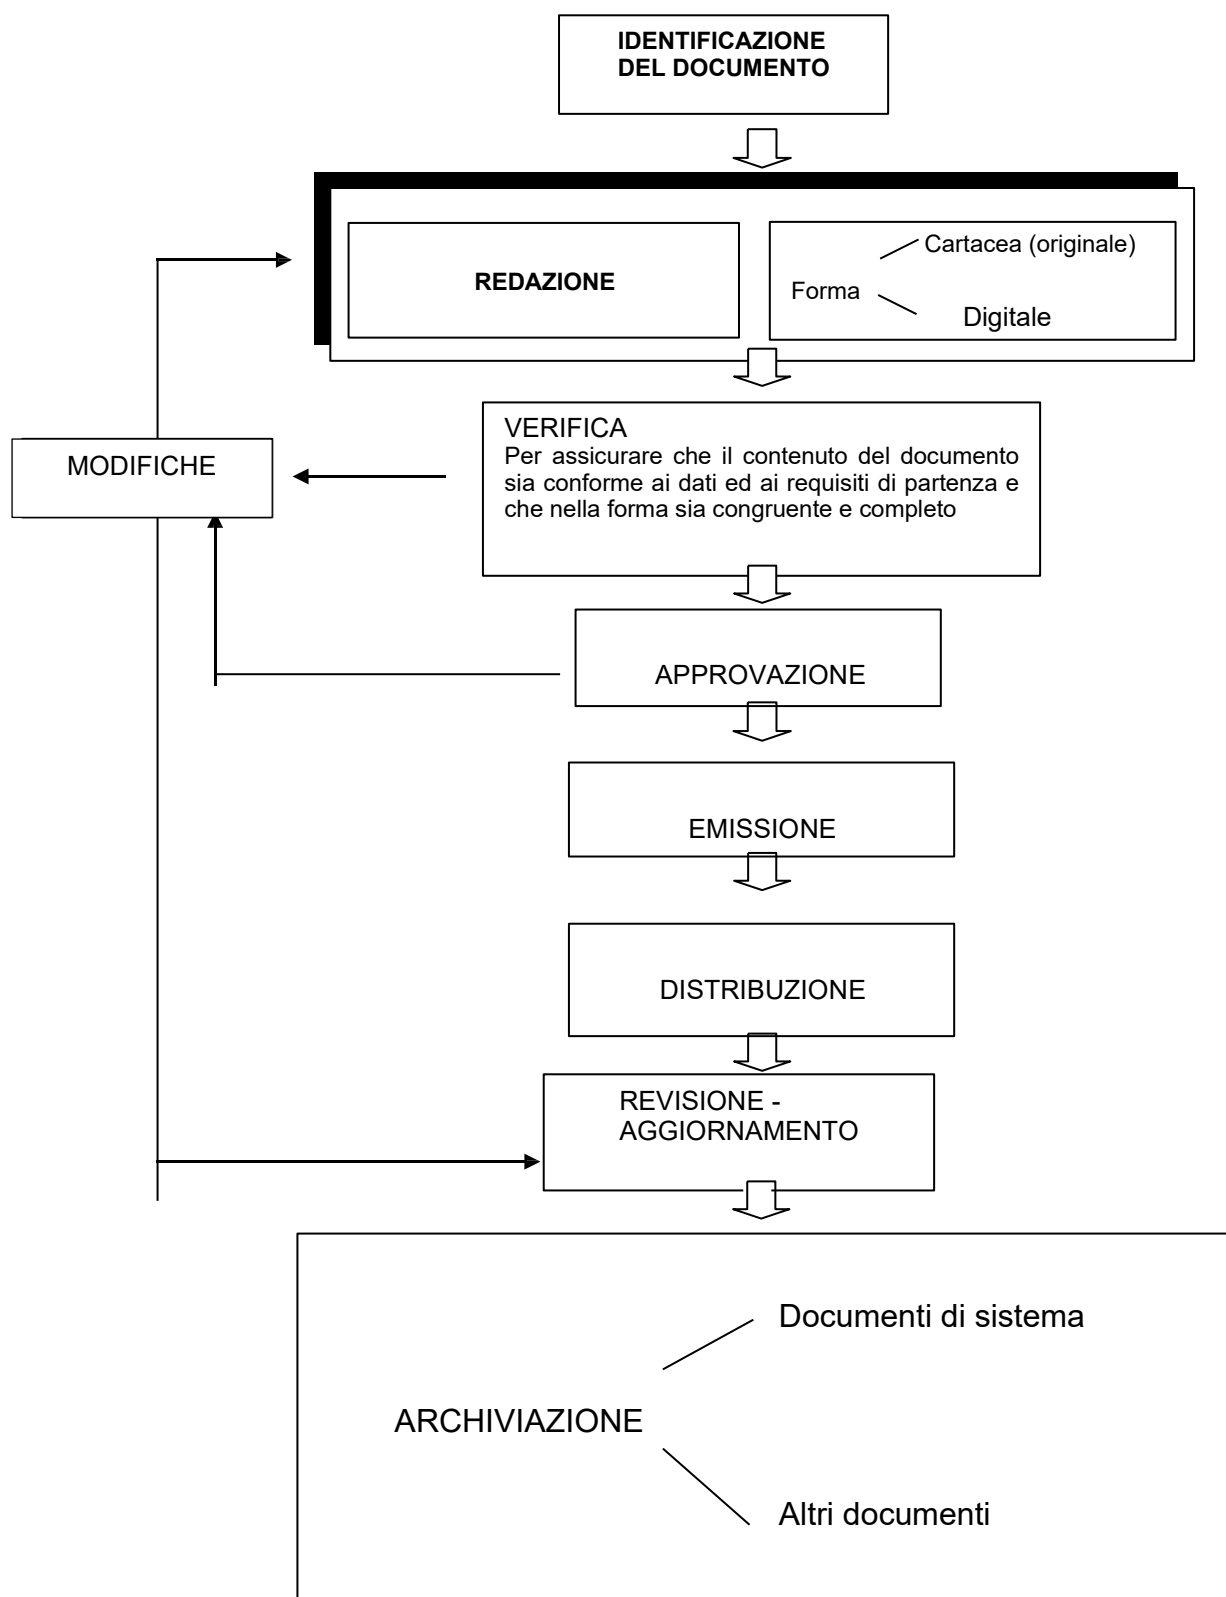 IDENTIFICAZIONE
DEL DOCUMENTO
REDAZIONE
Cartacea (originale)
Forma
Digitale
VERIFICA
Per assicurare che il contenuto del documento
sia conforme ai dati ed ai requisiti di partenza e
che nella forma sia congruente e completo
MODIFICHE
APPROVAZIONE
EMISSIONE
DISTRIBUZIONE
REVISIONE -
AGGIORNAMENTO
Documenti di sistema
ARCHIVIAZIONE
Altri documenti